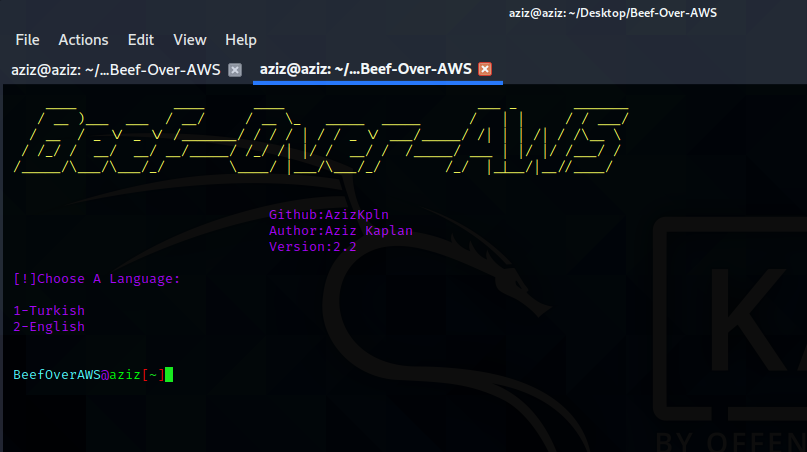 aziz@aziz: ~/Desktop/Beef-Over-AWS
File Actions Edit View Help
aziz@aziz: ~/...Beef-Over-AWS aziz@aziz: ~/...Beef-Over-AWS
Beef-Over-AWS
Github:AzizKpln
Author:Aziz Kaplan
Version:2.2
[!]Choose A Language:
1-Turkish
2-English
BeefOverAWS@aziz[~]
BY OFFEN